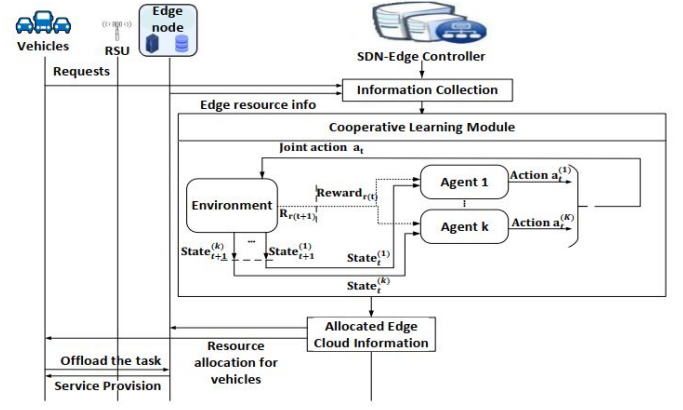 Vehicles
RSU
Edge
node
SDN-Edge Controller
Requests
Information Collection
Edge resource info
Cooperative Learning Module
Joint action a_t
Environment
Reward_r(t)
R_r(t+1)
Agent 1
Action a_t^(1)
Agent k
Action a_t^(K)
...
State_t+1^(k)
State_t+1^(1)
State_t^(1)
State_t^(k)
Allocated Edge
Cloud Information
Resource
allocation for
vehicles
Offload the task
Service Provision